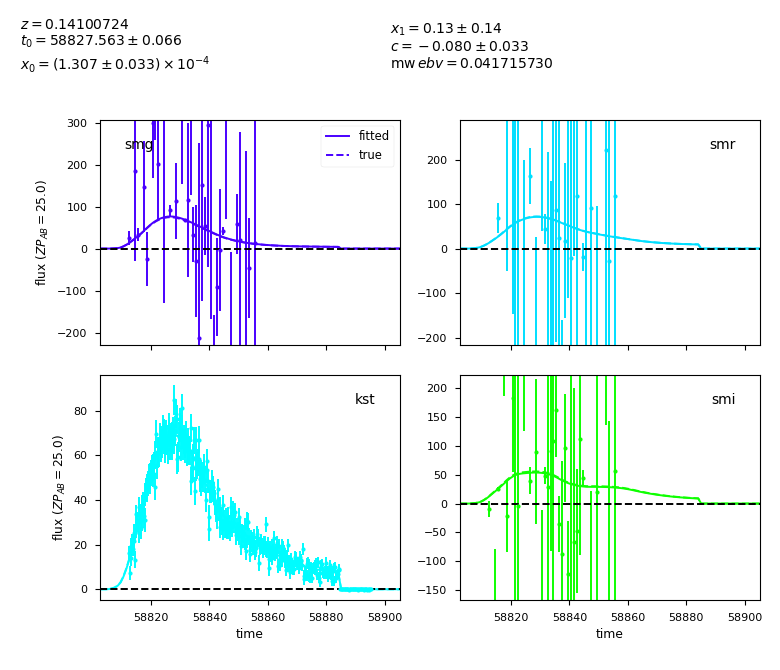 z = 0.14100724
t₀ = 58827.563 ± 0.066
x₀ = (1.307 ± 0.033) × 10⁻⁴
x₁ = 0.13 ± 0.14
c = −0.080 ± 0.033
mw ebv = 0.041715730
smg
fitted
true
300
200
100
0
−100
−200
flux (ZP_AB = 25.0)
smr
200
100
0
−100
−200
kst
80
60
40
20
0
flux (ZP_AB = 25.0)
58820 58840 58860 58880 58900
time
smi
200
150
100
50
0
−50
−100
−150
58820 58840 58860 58880 58900
time